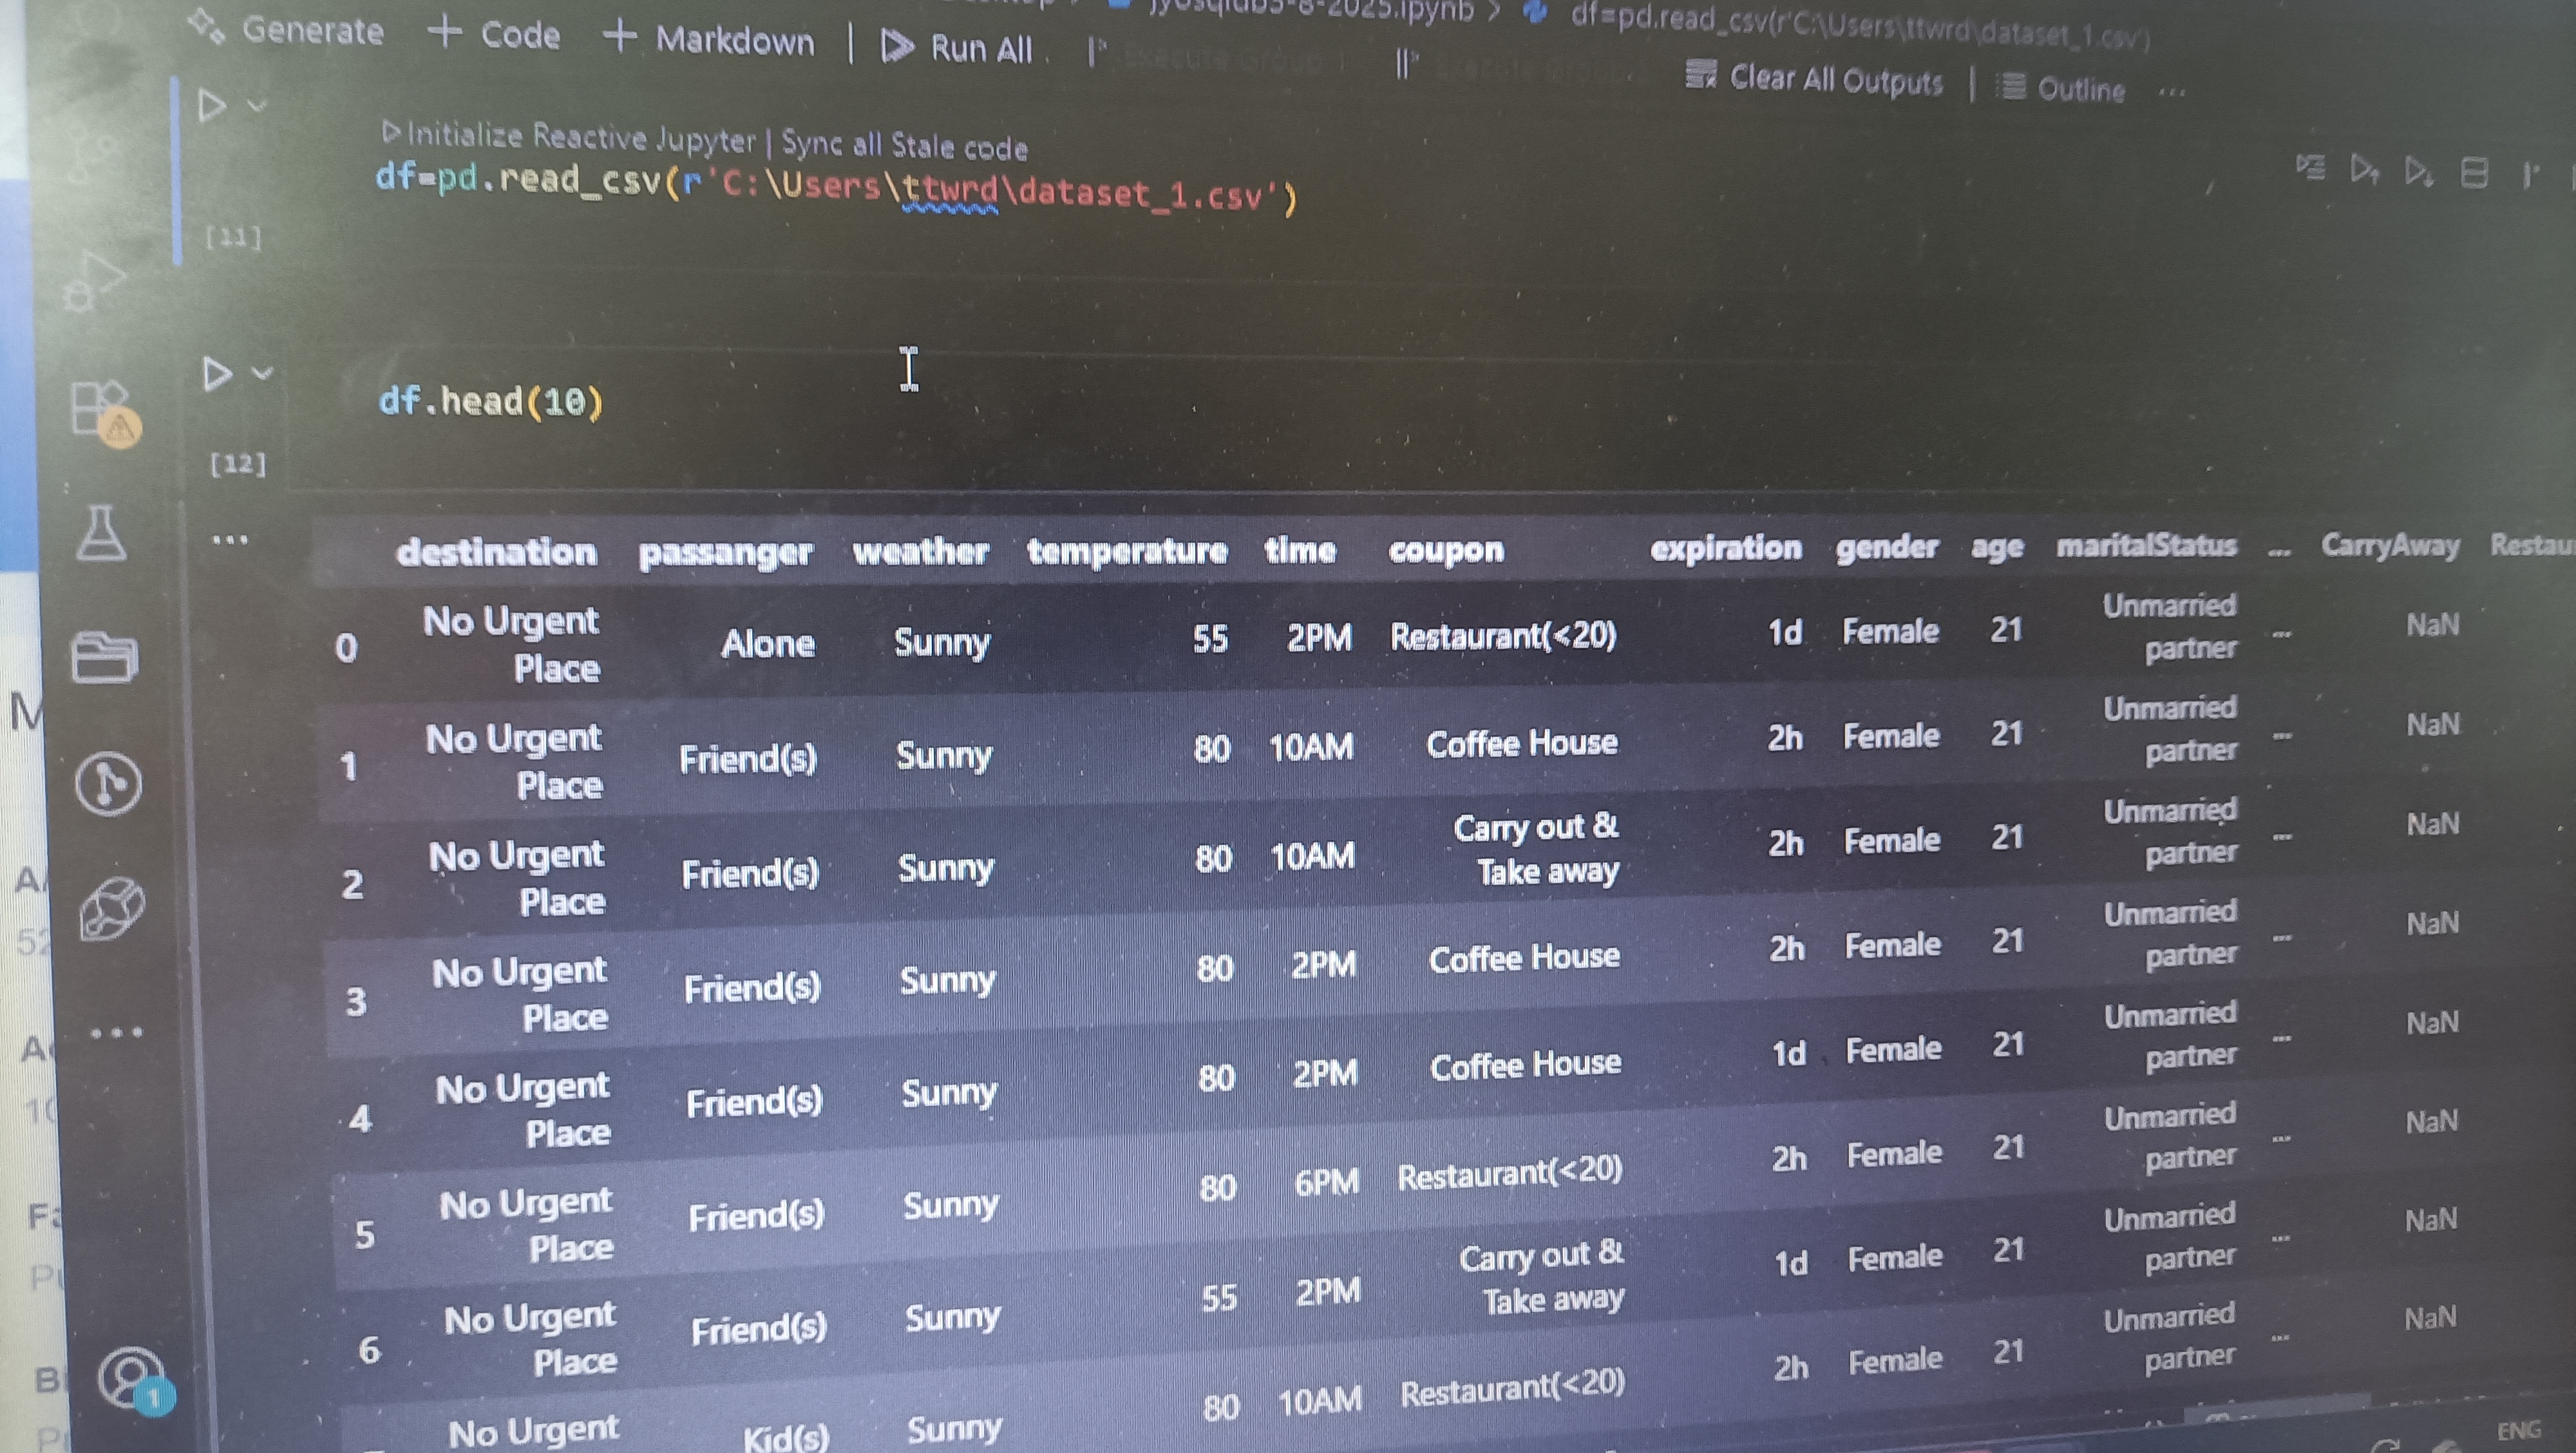 jyosqlab5-8-2025.ipynb > df=pd.read_csv(r'C:\Users\ttwrd\dataset_1.csv')
Generate + Code + Markdown | Run All | Clear All Outputs | Outline ...
Initialize Reactive Jupyter | Sync all Stale code
df=pd.read_csv(r'C:\Users\ttwrd\dataset_1.csv')
[11]
df.head(10)
[12]
...
destination passanger weather temperature time coupon expiration gender age maritalStatus ... CarryAway Restau
0 No Urgent Place Alone Sunny 55 2PM Restaurant(<20) 1d Female 21 Unmarried partner ... NaN
1 No Urgent Place Friend(s) Sunny 80 10AM Coffee House 2h Female 21 Unmarried partner ... NaN
2 No Urgent Place Friend(s) Sunny 80 10AM Carry out & Take away 2h Female 21 Unmarried partner ... NaN
3 No Urgent Place Friend(s) Sunny 80 2PM Coffee House 2h Female 21 Unmarried partner ... NaN
4 No Urgent Place Friend(s) Sunny 80 2PM Coffee House 1d Female 21 Unmarried partner ... NaN
5 No Urgent Place Friend(s) Sunny 80 6PM Restaurant(<20) 2h Female 21 Unmarried partner ... NaN
6 No Urgent Place Friend(s) Sunny 55 2PM Carry out & Take away 1d Female 21 Unmarried partner ... NaN
No Urgent Kid(s) Sunny 80 10AM Restaurant(<20) 2h Female 21 Unmarried partner ... NaN
1
ENG